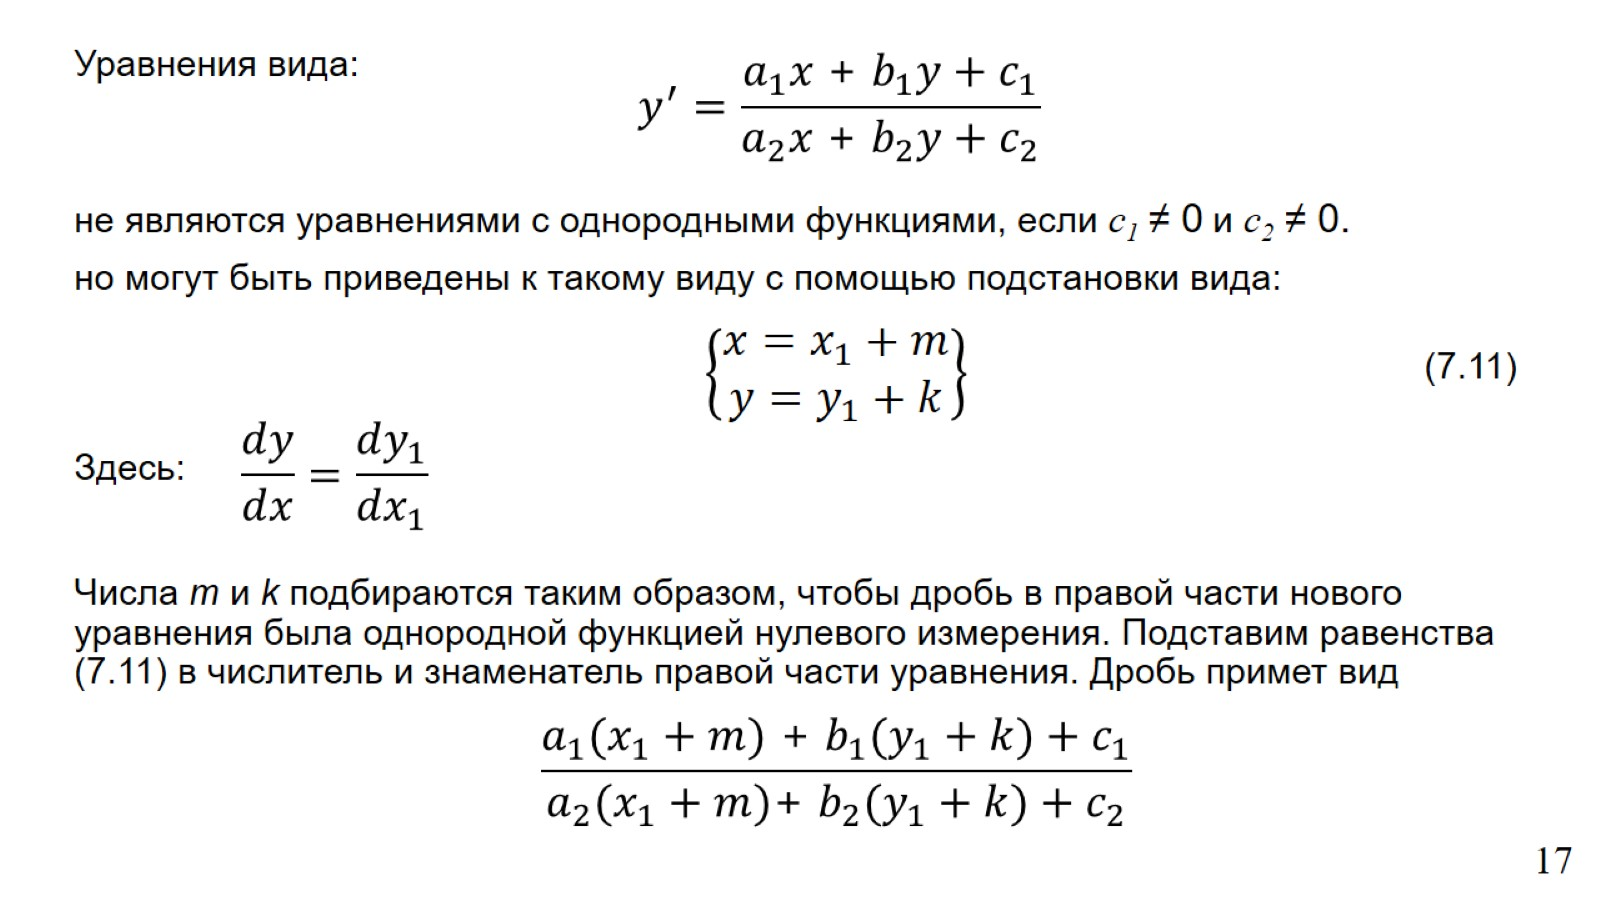 Уравнения вида:
y′ = (a₁x + b₁y + c₁)/(a₂x + b₂y + c₂)
не являются уравнениями с однородными функциями, если c₁ ≠ 0 и c₂ ≠ 0.
но могут быть приведены к такому виду с помощью подстановки вида:
{x = x₁ + m
y = y₁ + k}
(7.11)
Здесь: dy/dx = dy₁/dx₁
Числа m и k подбираются таким образом, чтобы дробь в правой части нового
уравнения была однородной функцией нулевого измерения. Подставим равенства
(7.11) в числитель и знаменатель правой части уравнения. Дробь примет вид
(a₁(x₁ + m) + b₁(y₁ + k) + c₁)/(a₂(x₁ + m)+ b₂(y₁ + k) + c₂)
17